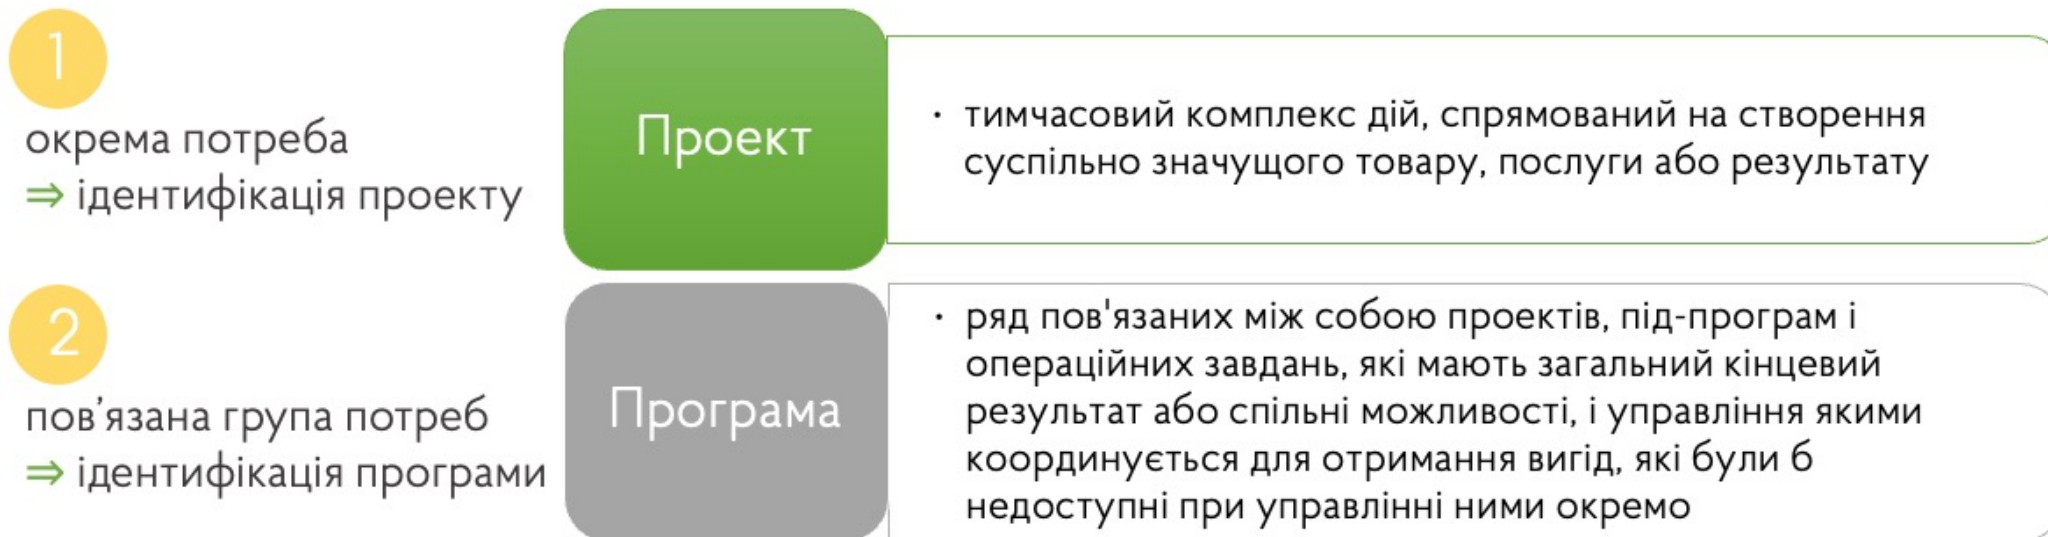 1
окрема потреба
⇒ ідентифікація проекту
Проект
• тимчасовий комплекс дій, спрямований на створення
суспільно значущого товару, послуги або результату
2
пов’язана група потреб
⇒ ідентифікація програми
Програма
• ряд пов'язаних між собою проектів, під-програм і
операційних завдань, які мають загальний кінцевий
результат або спільні можливості, і управління якими
координується для отримання вигід, які були б
недоступні при управлінні ними окремо